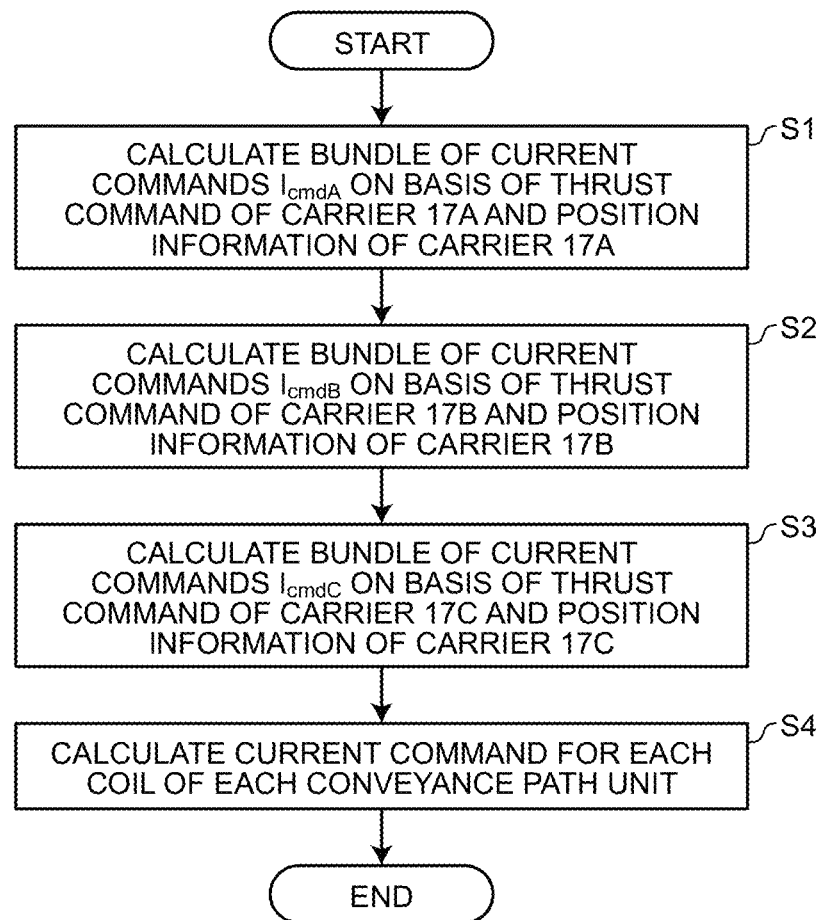 START
S1
CALCULATE BUNDLE OF CURRENT
COMMANDS IcmdA ON BASIS OF THRUST
COMMAND OF CARRIER 17A AND POSITION
INFORMATION OF CARRIER 17A
S2
CALCULATE BUNDLE OF CURRENT
COMMANDS IcmdB ON BASIS OF THRUST
COMMAND OF CARRIER 17B AND POSITION
INFORMATION OF CARRIER 17B
S3
CALCULATE BUNDLE OF CURRENT
COMMANDS IcmdC ON BASIS OF THRUST
COMMAND OF CARRIER 17C AND POSITION
INFORMATION OF CARRIER 17C
S4
CALCULATE CURRENT COMMAND FOR EACH
COIL OF EACH CONVEYANCE PATH UNIT
END